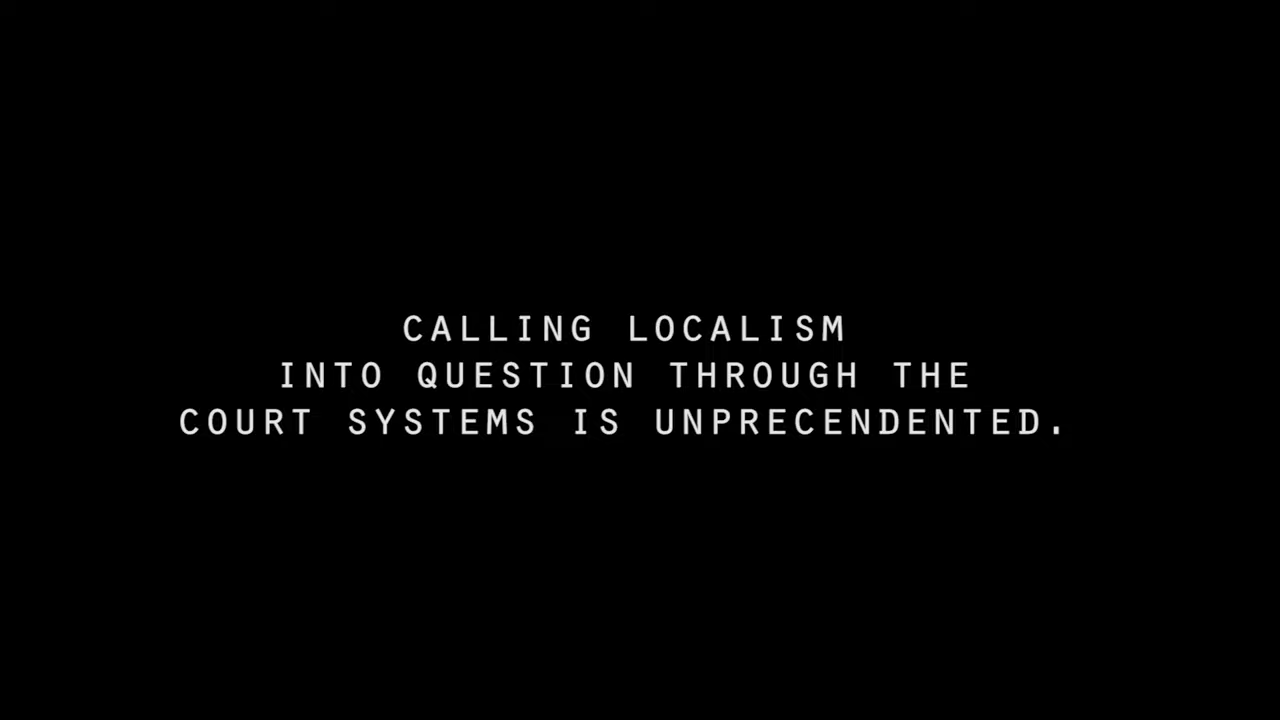 CALLING LOCALISM
INTO QUESTION THROUGH THE
COURT SYSTEMS IS UNPRECENDENTED.